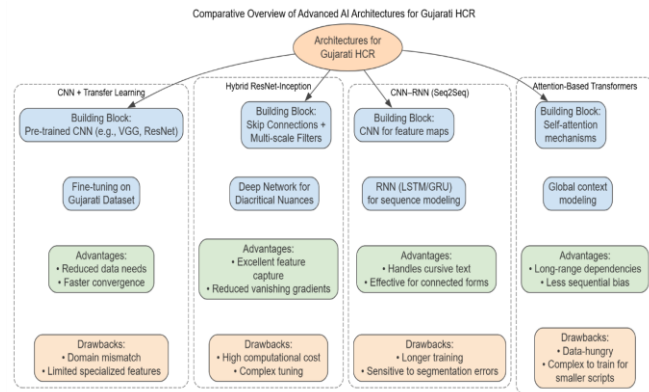 Comparative Overview of Advanced AI Architectures for Gujarati HCR
Architectures for
Gujarati HCR
CNN + Transfer Learning
Building Block:
Pre-trained CNN (e.g., VGG, ResNet)
Fine-tuning on
Gujarati Dataset
Advantages:
• Reduced data needs
• Faster convergence
Drawbacks:
• Domain mismatch
• Limited specialized features
Hybrid ResNet-Inception
Building Block:
Skip Connections +
Multi-scale Filters
Deep Network for
Diacritical Nuances
Advantages:
• Excellent feature
capture
• Reduced vanishing gradients
Drawbacks:
• High computational cost
• Complex tuning
CNN–RNN (Seq2Seq)
Building Block:
CNN for feature maps
RNN (LSTM/GRU)
for sequence modeling
Advantages:
• Handles cursive text
• Effective for connected forms
Drawbacks:
• Longer training
• Sensitive to segmentation errors
Attention-Based Transformers
Building Block:
Self-attention
mechanisms
Global context
modeling
Advantages:
• Long-range dependencies
• Less sequential bias
Drawbacks:
• Data-hungry
• Complex to train for
smaller scripts